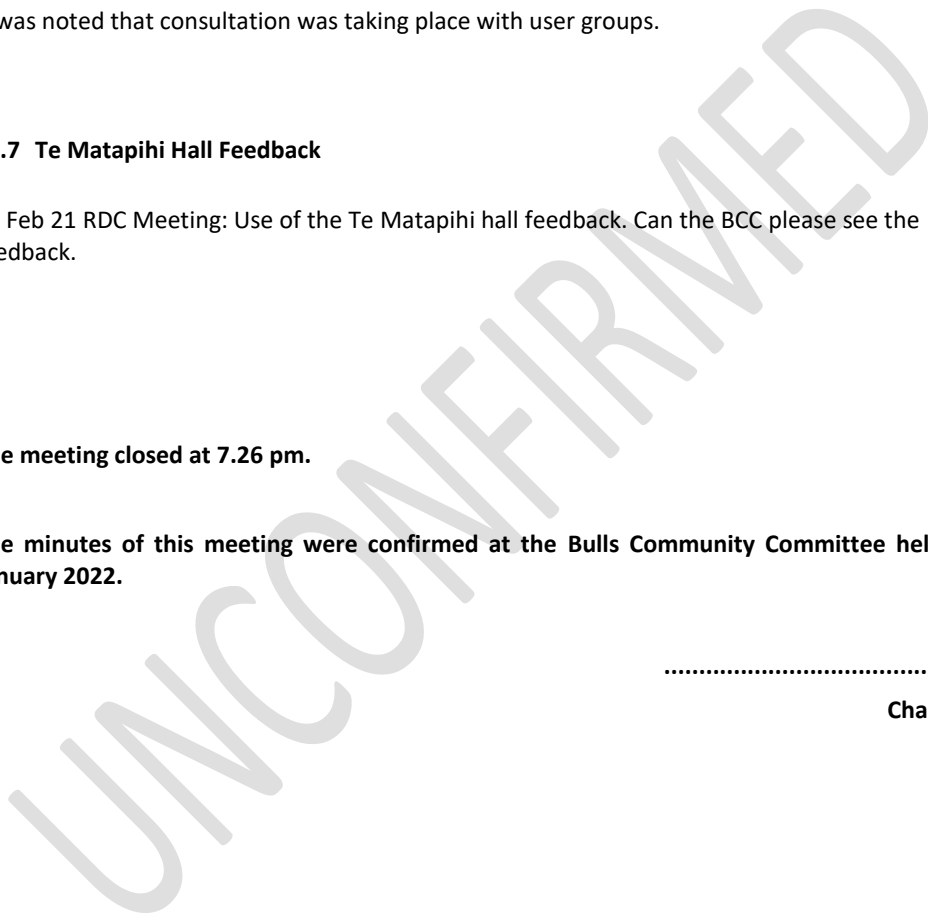 was noted that consultation was taking place with user groups.
.7 Te Matapihi Hall Feedback
Feb 21 RDC Meeting: Use of the Te Matapihi hall feedback. Can the BCC please see the
edback.
e meeting closed at 7.26 pm.
e minutes of this meeting were confirmed at the Bulls Community Committee hel
nuary 2022.
......................................
Cha
UNCONFIRMED